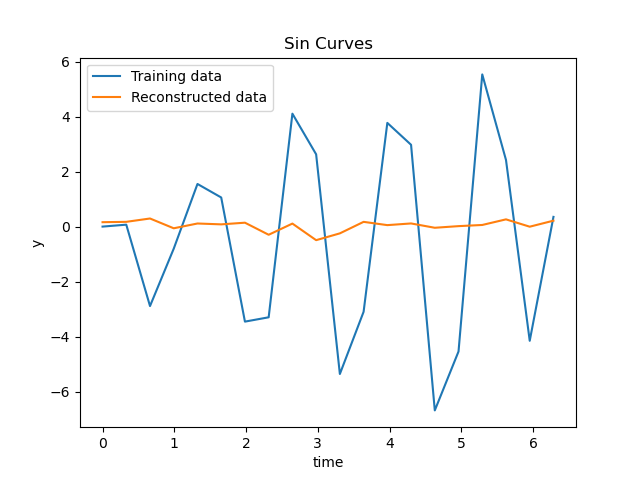 Sin Curves
Training data
Reconstructed data
6
4
2
0
−2
−4
−6
y
0 1 2 3 4 5 6
time